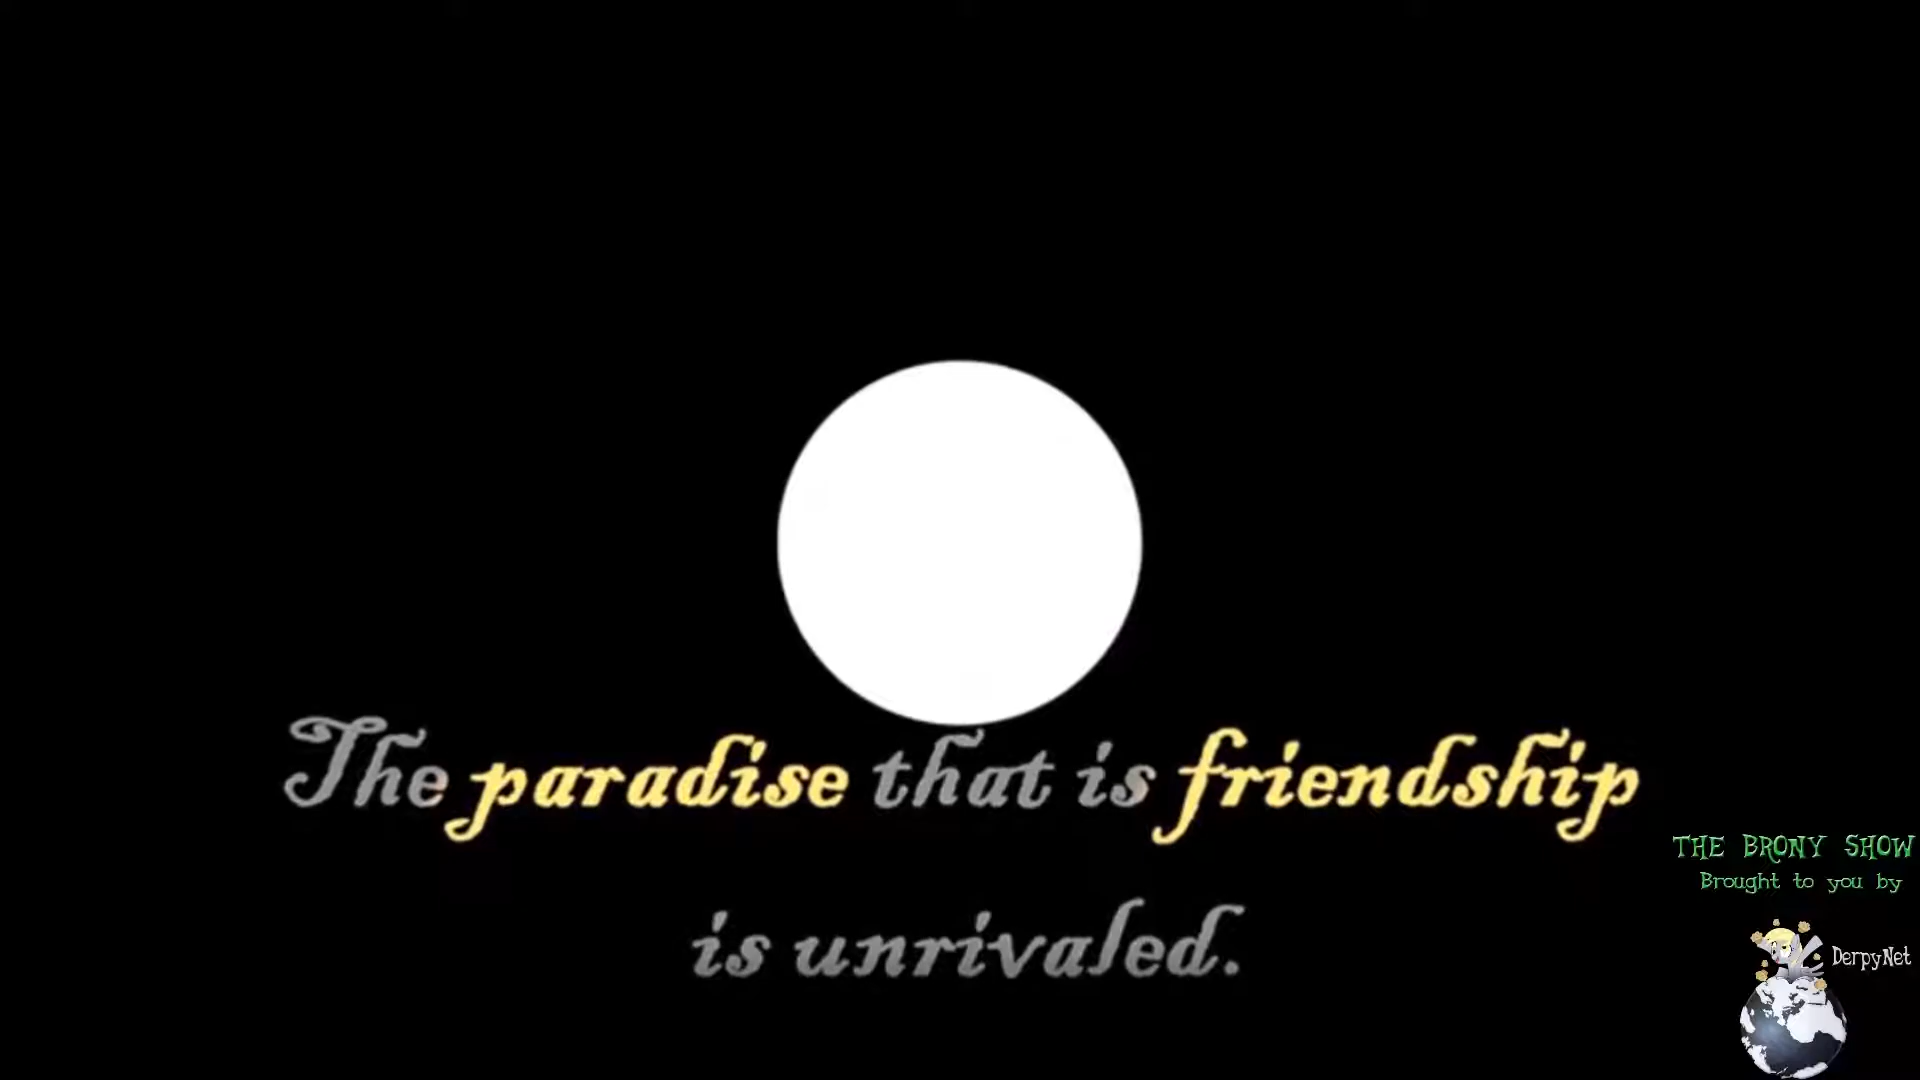 The paradise that is friendship
is unrivaled.
THE BRONY SHOW
Brought to you by
DerpyNet